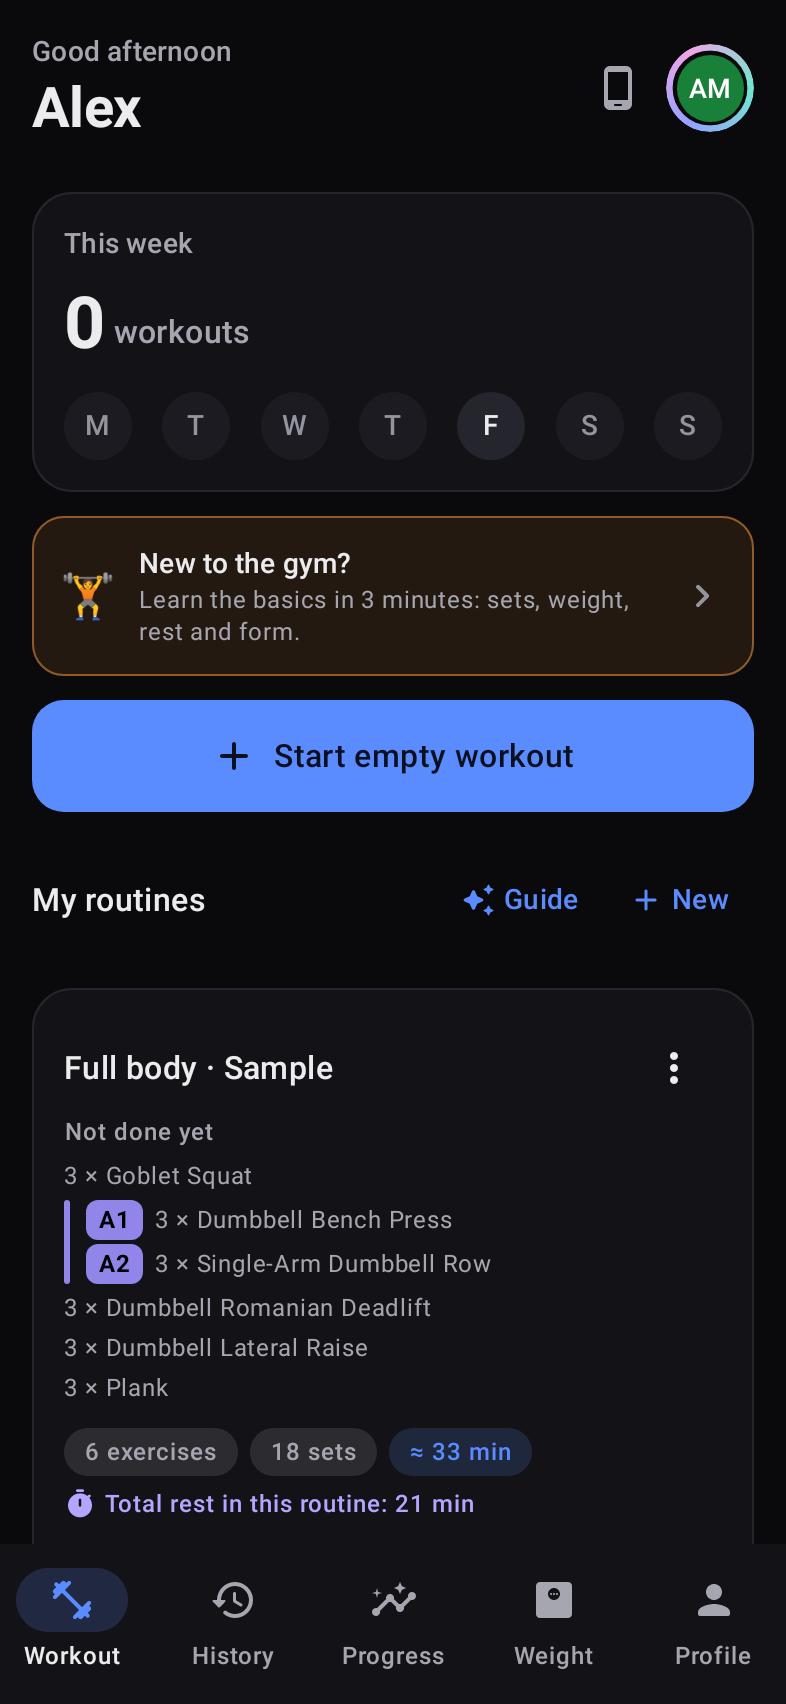 Good afternoon
Alex
AM
This week
0 workouts
M T W T F S S
New to the gym?
Learn the basics in 3 minutes: sets, weight,
rest and form.
Start empty workout
My routines
Guide
New
Full body · Sample
Not done yet
3 × Goblet Squat
A1 3 × Dumbbell Bench Press
A2 3 × Single-Arm Dumbbell Row
3 × Dumbbell Romanian Deadlift
3 × Dumbbell Lateral Raise
3 × Plank
6 exercises 18 sets ≈ 33 min
Total rest in this routine: 21 min
Workout History Progress Weight Profile